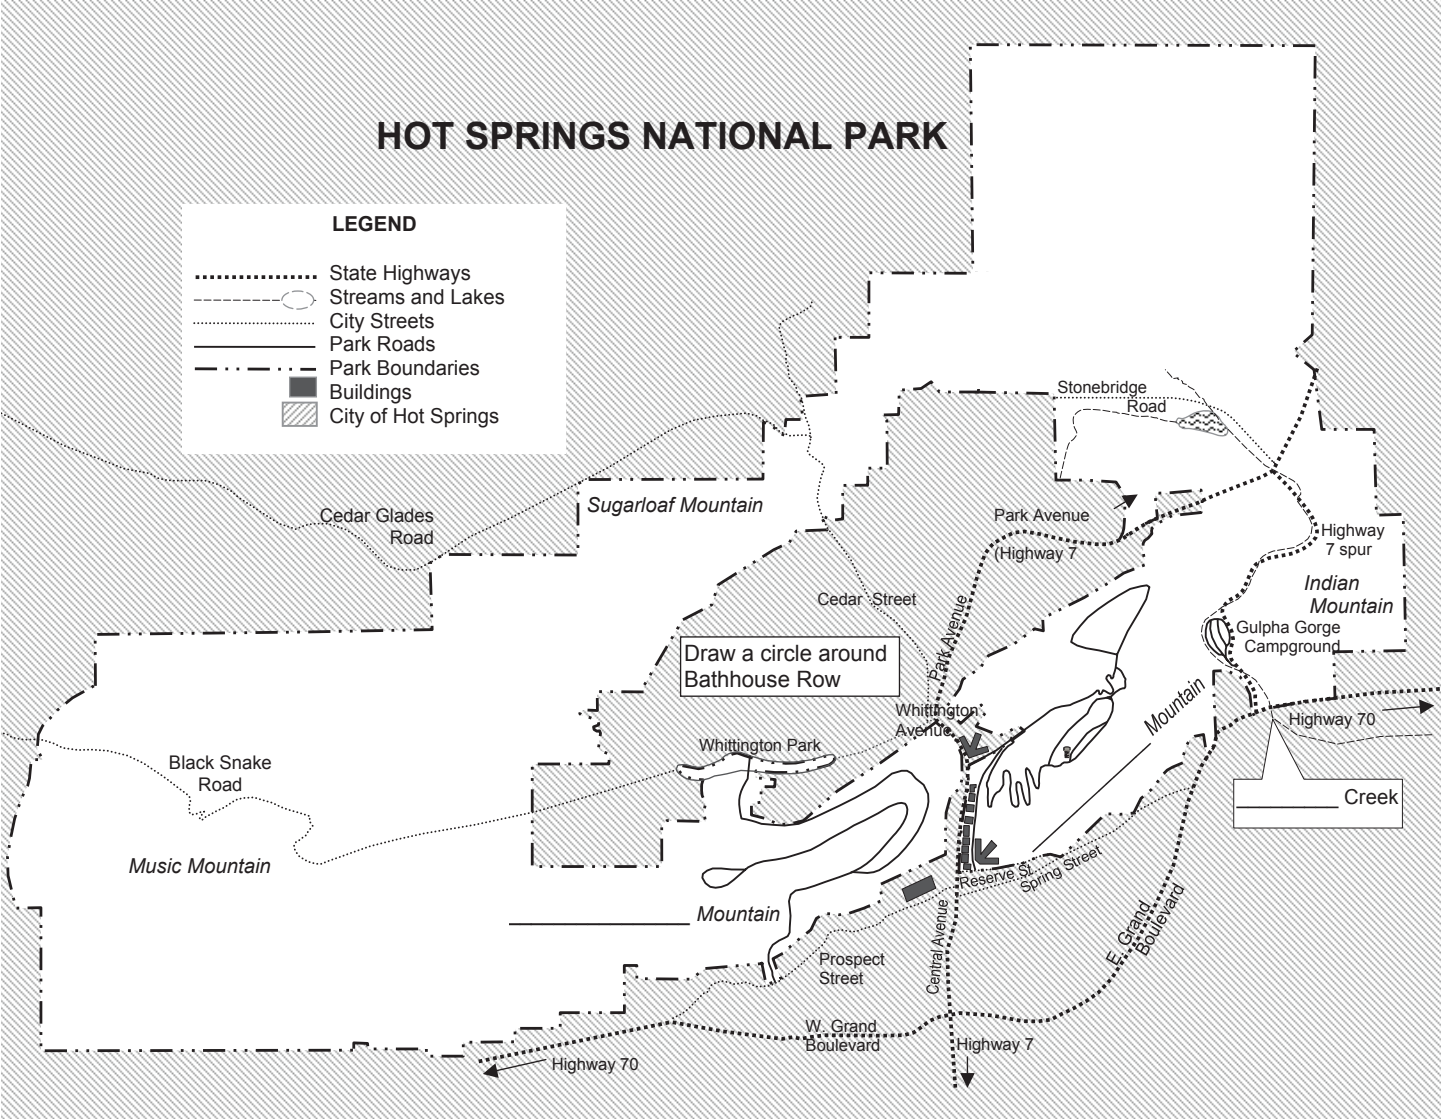 HOT SPRINGS NATIONAL PARK
LEGEND
State Highways
Streams and Lakes
City Streets
Park Roads
Park Boundaries
Buildings
City of Hot Springs
Stonebridge
Road
Sugarloaf Mountain
Cedar Glades
Road
Park Avenue
(Highway 7
Highway
7 spur
Indian
Mountain
Cedar Street
Park Avenue
Gulpha Gorge
Campground
Draw a circle around
Bathhouse Row
Whittington
Avenue
Mountain
Highway 70
Whittington Park
Black Snake
Road
Creek
Music Mountain
Reserve St
Spring Street
Mountain
Central Avenue
E. Grand
Boulevard
Prospect
Street
W. Grand
Boulevard
Highway 7
Highway 70